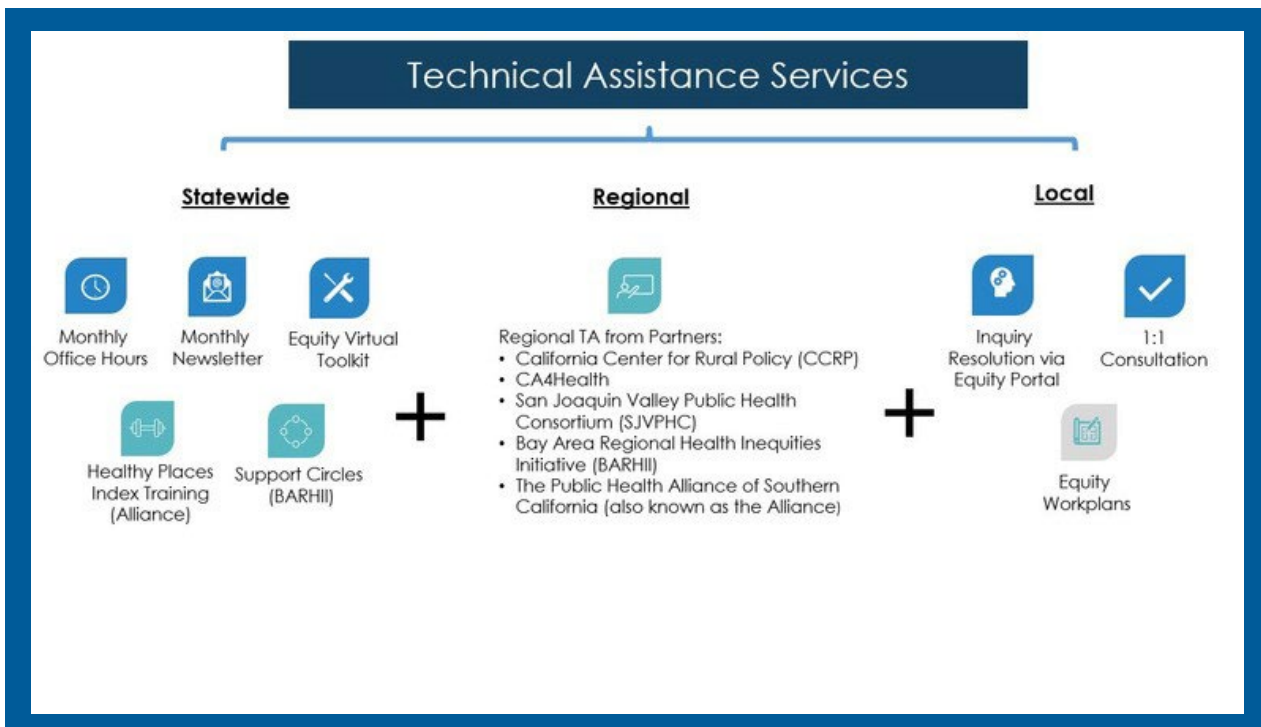 Technical Assistance Services
Statewide
Monthly
Office Hours
Monthly
Newsletter
Equity Virtual
Toolkit
Healthy Places
Index Training
(Alliance)
Support Circles
(BARHII)
+
Regional
Regional TA from Partners:
• California Center for Rural Policy (CCRP)
• CA4Health
• San Joaquin Valley Public Health
Consortium (SJVPHC)
• Bay Area Regional Health Inequities
Initiative (BARHII)
• The Public Health Alliance of Southern
California (also known as the Alliance)
+
Local
Inquiry
Resolution via
Equity Portal
1:1
Consultation
Equity
Workplans